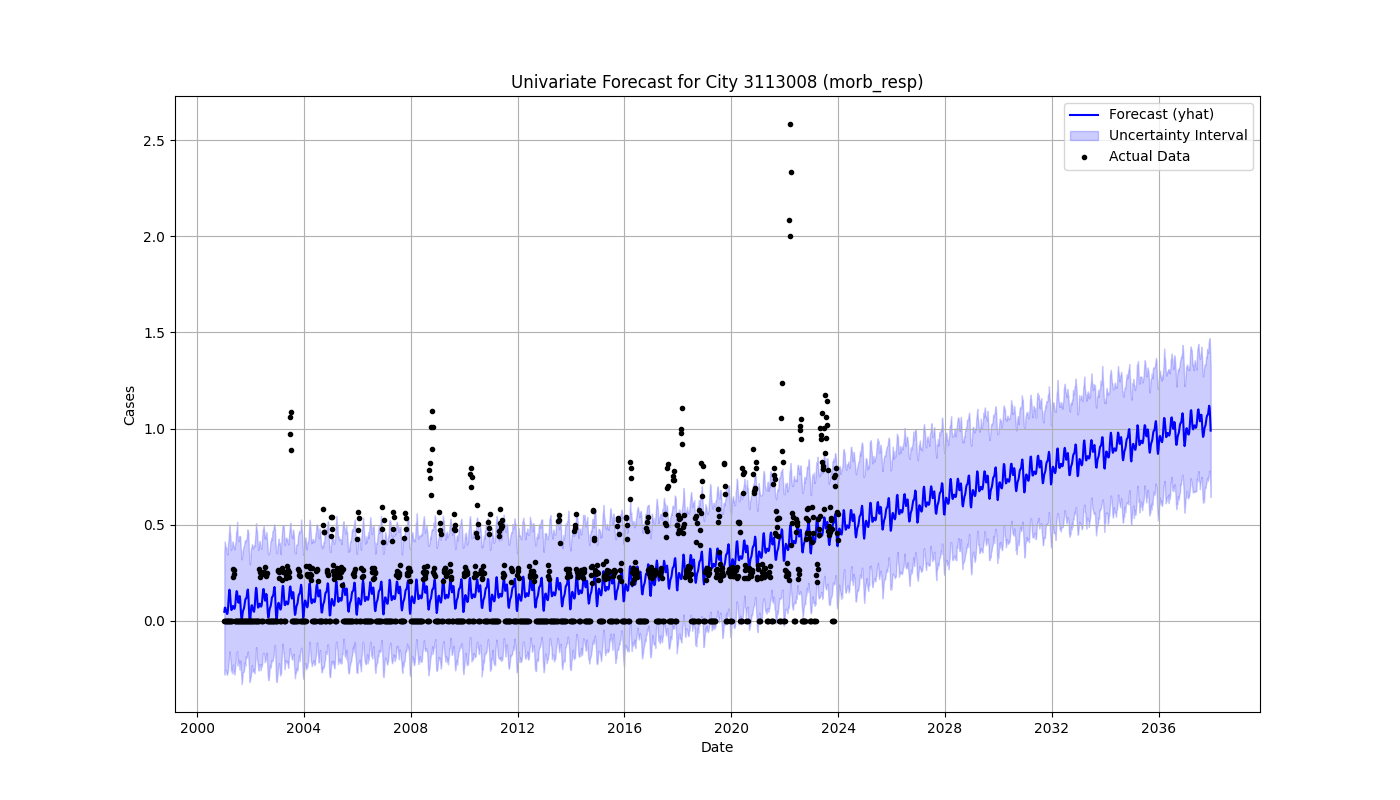 Univariate Forecast for City 3113008 (morb_resp)
Forecast (yhat)
Uncertainty Interval
Actual Data
2.5
2.0
1.5
1.0
0.5
0.0
Cases
2000 2004 2008 2012 2016 2020 2024 2028 2032 2036
Date